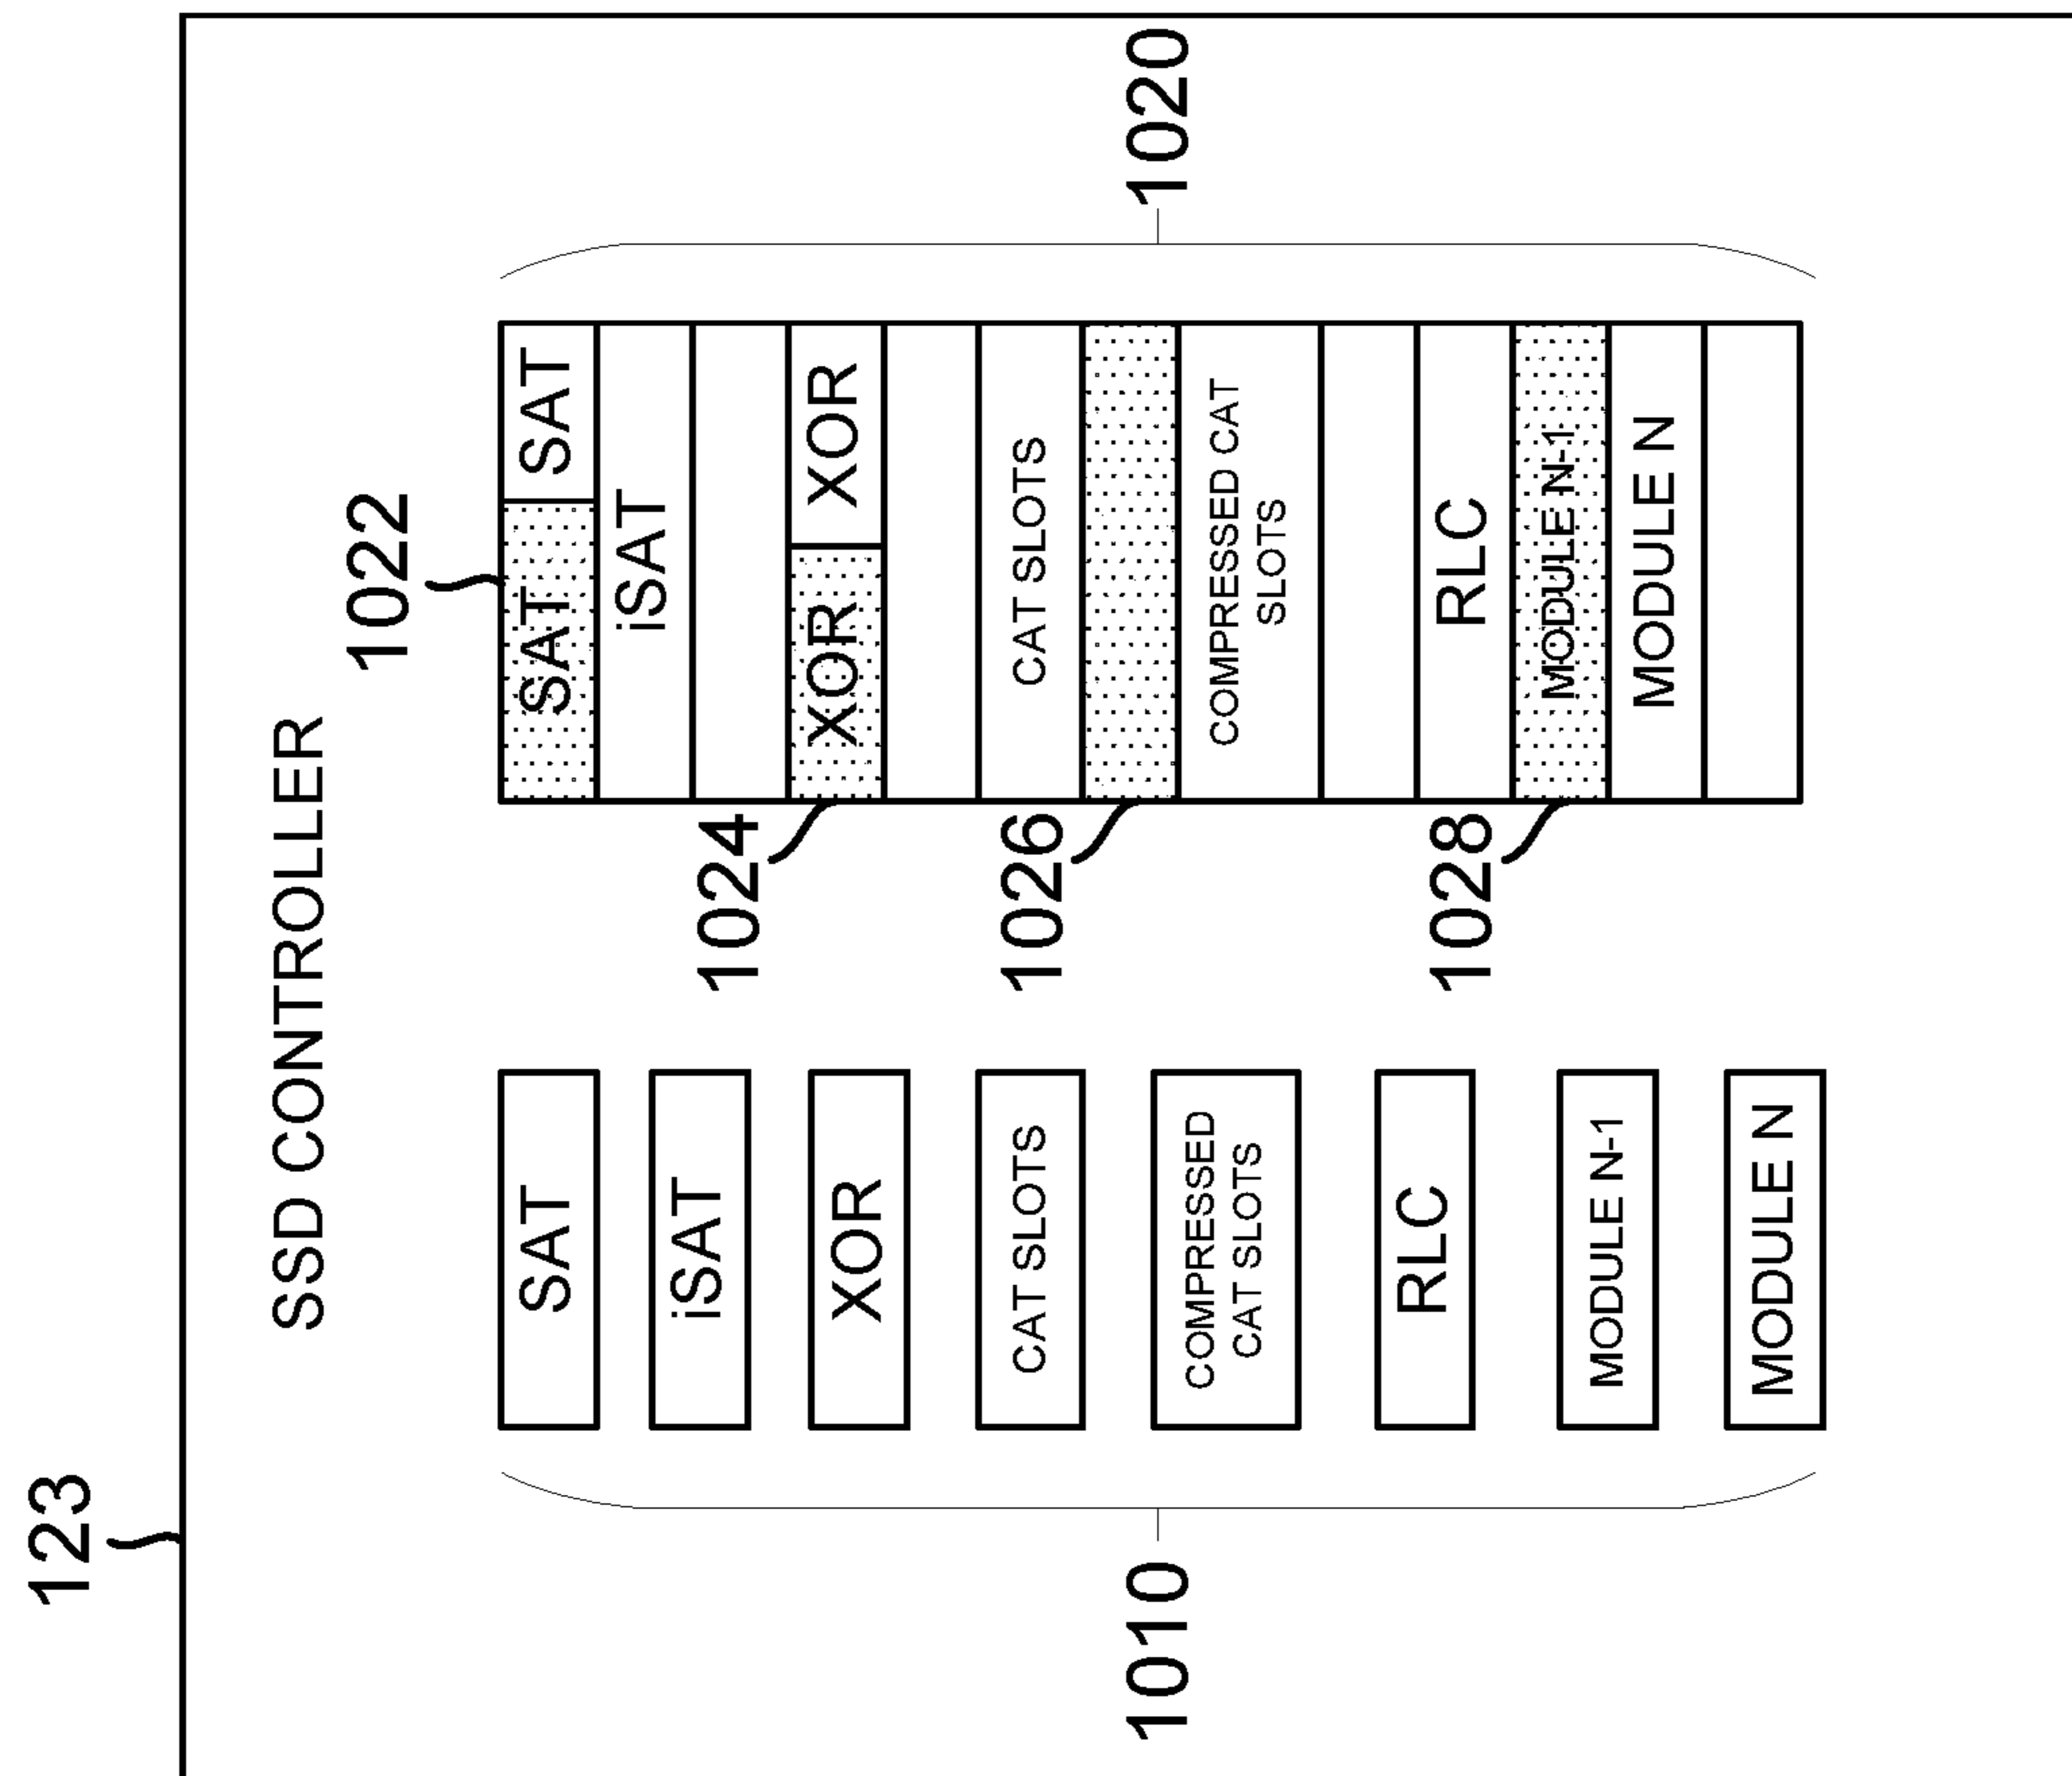 123
SSD CONTROLLER
1010
SAT
iSAT
XOR
CAT SLOTS
COMPRESSED
CAT SLOTS
RLC
MODULE N-1
MODULE N
1022
1024
1026
1028
SAT SAT
iSAT
XOR XOR
CAT SLOTS
COMPRESSED CAT
SLOTS
RLC
MODULE N-1
MODULE N
1020